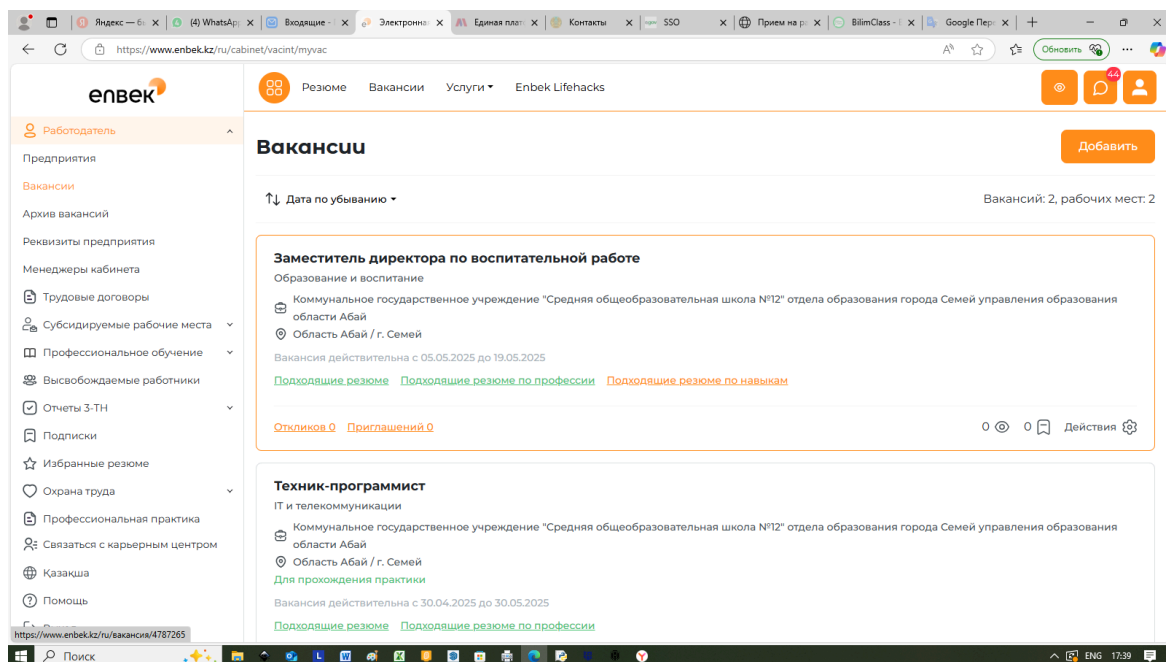 Яндекс — бы
(4) WhatsApp
Входящие -
Электронна
Единая плат
Контакты
SSO
Прием на ра
BilimClass -
Google Пере
https://www.enbek.kz/ru/cabinet/vacint/myvac
Обновить
enbek
Резюме Вакансии Услуги Enbek Lifehacks
44
Работодатель
Предприятия
Вакансии
Архив вакансий
Реквизиты предприятия
Менеджеры кабинета
Трудовые договоры
Субсидируемые рабочие места
Профессиональное обучение
Высвобождаемые работники
Отчеты 3-ТН
Подписки
Избранные резюме
Охрана труда
Профессиональная практика
Связаться с карьерным центром
Қазақша
Помощь
https://www.enbek.kz/ru/вакансия/4787265
Вакансии
Добавить
Дата по убыванию
Вакансий: 2, рабочих мест: 2
Заместитель директора по воспитательной работе
Образование и воспитание
Коммунальное государственное учреждение "Средняя общеобразовательная школа №12" отдела образования города Семей управления образования
области Абай
Область Абай / г. Семей
Вакансия действительна с 05.05.2025 до 19.05.2025
Подходящие резюме Подходящие резюме по профессии Подходящие резюме по навыкам
Откликов 0 Приглашений 0
0 0 Действия
Техник-программист
IT и телекоммуникации
Коммунальное государственное учреждение "Средняя общеобразовательная школа №12" отдела образования города Семей управления образования
области Абай
Область Абай / г. Семей
Для прохождения практики
Вакансия действительна с 30.04.2025 до 30.05.2025
Подходящие резюме Подходящие резюме по профессии
Поиск
ENG 17:39